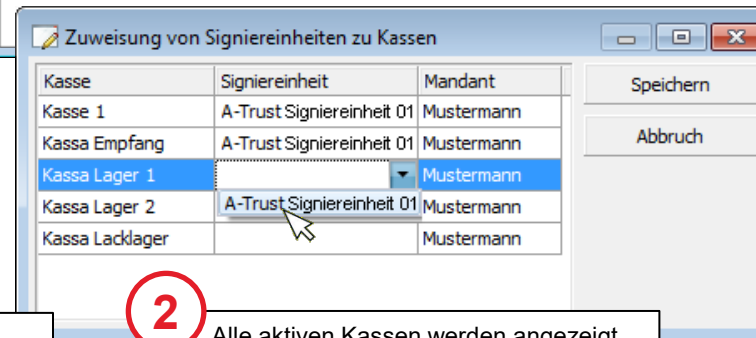 Zuweisung von Signiereinheiten zu Kassen
Kasse Signiereinheit Mandant
Kasse 1 A-Trust Signiereinheit 01 Mustermann
Kassa Empfang A-Trust Signiereinheit 01 Mustermann
Kassa Lager 1 Mustermann
Kassa Lager 2 A-Trust Signiereinheit 01 Mustermann
Kassa Lacklager Mustermann
Speichern
Abbruch
2
Alle aktiven Kassen werden angezeigt